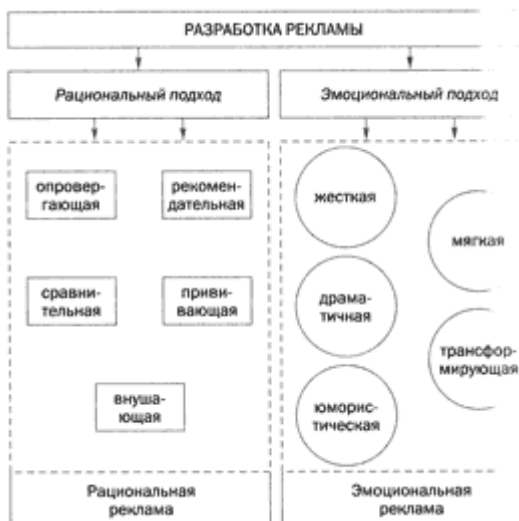 РАЗРАБОТКА РЕКЛАМЫ
Рациональный подход
Эмоциональный подход
опровер-
гающая
рекомен-
дательная
сравни-
тельная
приви-
вающая
внуша-
ющая
Рациональная
реклама
жесткая
мягкая
драма-
тичная
трансфор-
мирующая
юморис-
тическая
Эмоциональная
реклама